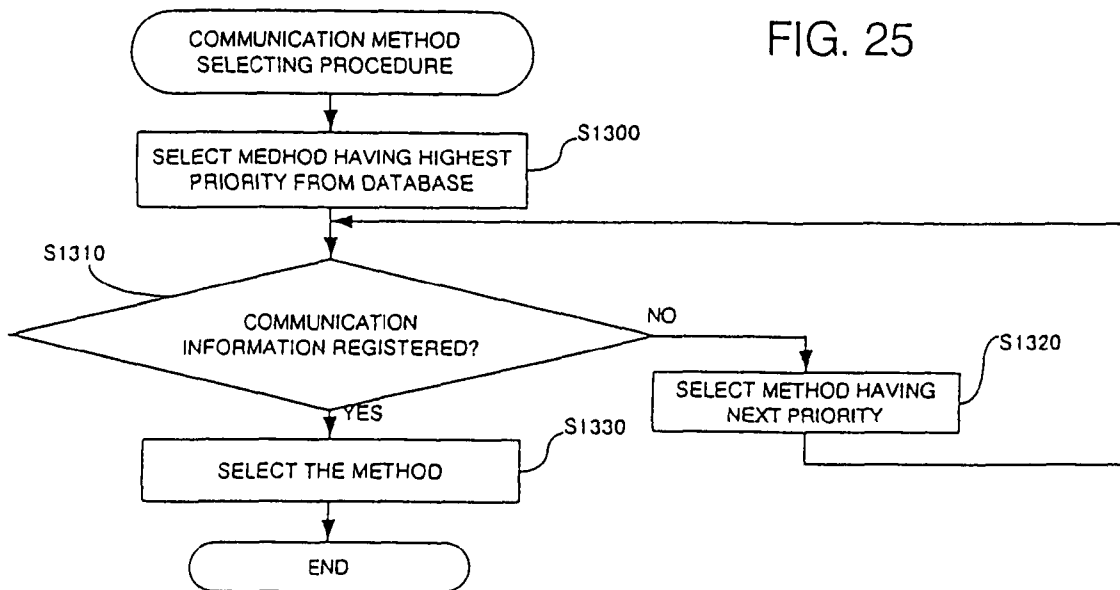 FIG. 25
COMMUNICATION METHOD
SELECTING PROCEDURE
S1300
SELECT MEDHOD HAVING HIGHEST
PRIORITY FROM DATABASE
S1310
COMMUNICATION
INFORMATION REGISTERED?
NO
S1320
SELECT METHOD HAVING
NEXT PRIORITY
YES
S1330
SELECT THE METHOD
END